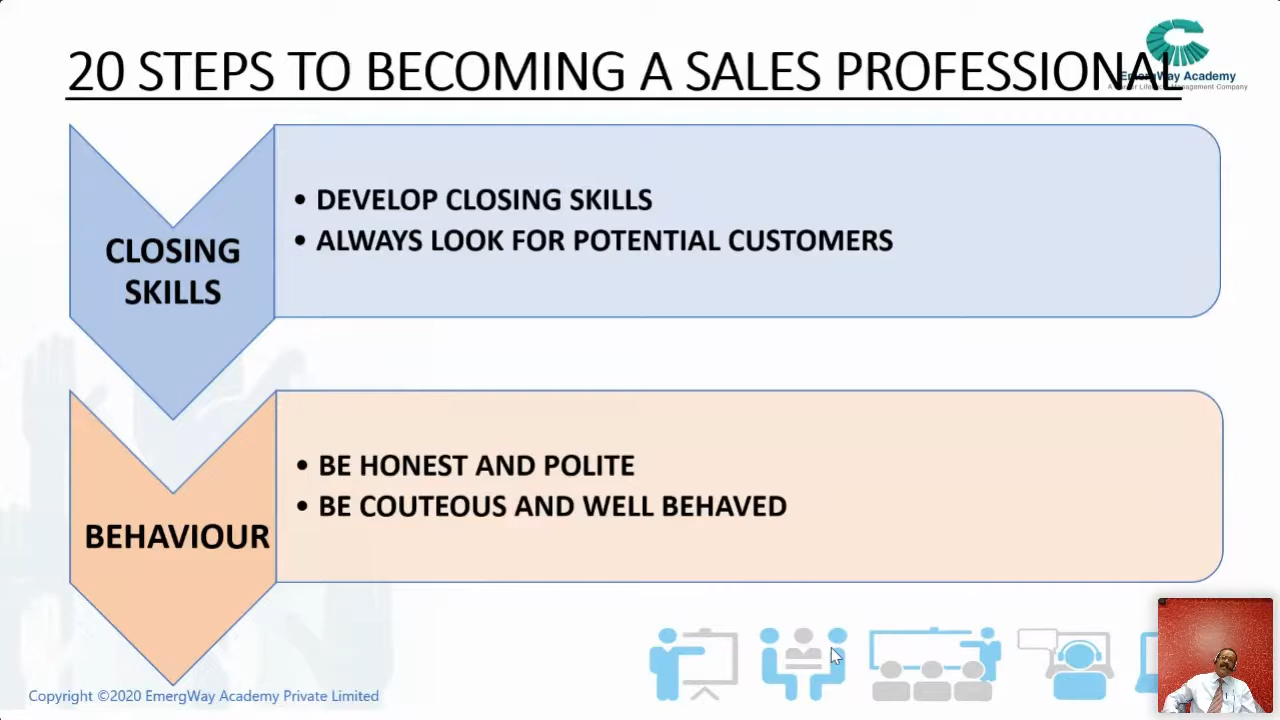 20 STEPS TO BECOMING A SALES PROFESSIONAL
EmergWay Academy
CLOSING
SKILLS
• DEVELOP CLOSING SKILLS
• ALWAYS LOOK FOR POTENTIAL CUSTOMERS
BEHAVIOUR
• BE HONEST AND POLITE
• BE COUTEOUS AND WELL BEHAVED
Copyright ©2020 EmergWay Academy Private Limited